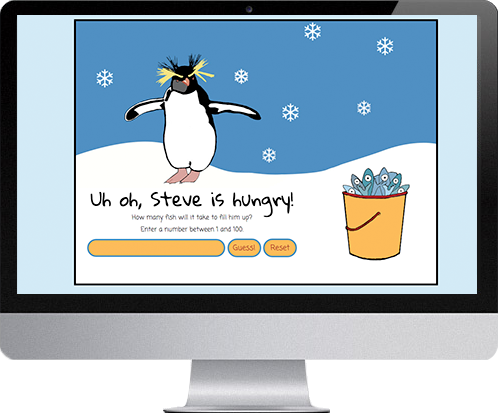 Uh oh, Steve is hungry!
How many fish will it take to fill him up?
Enter a number between 1 and 100.
Guess! Reset